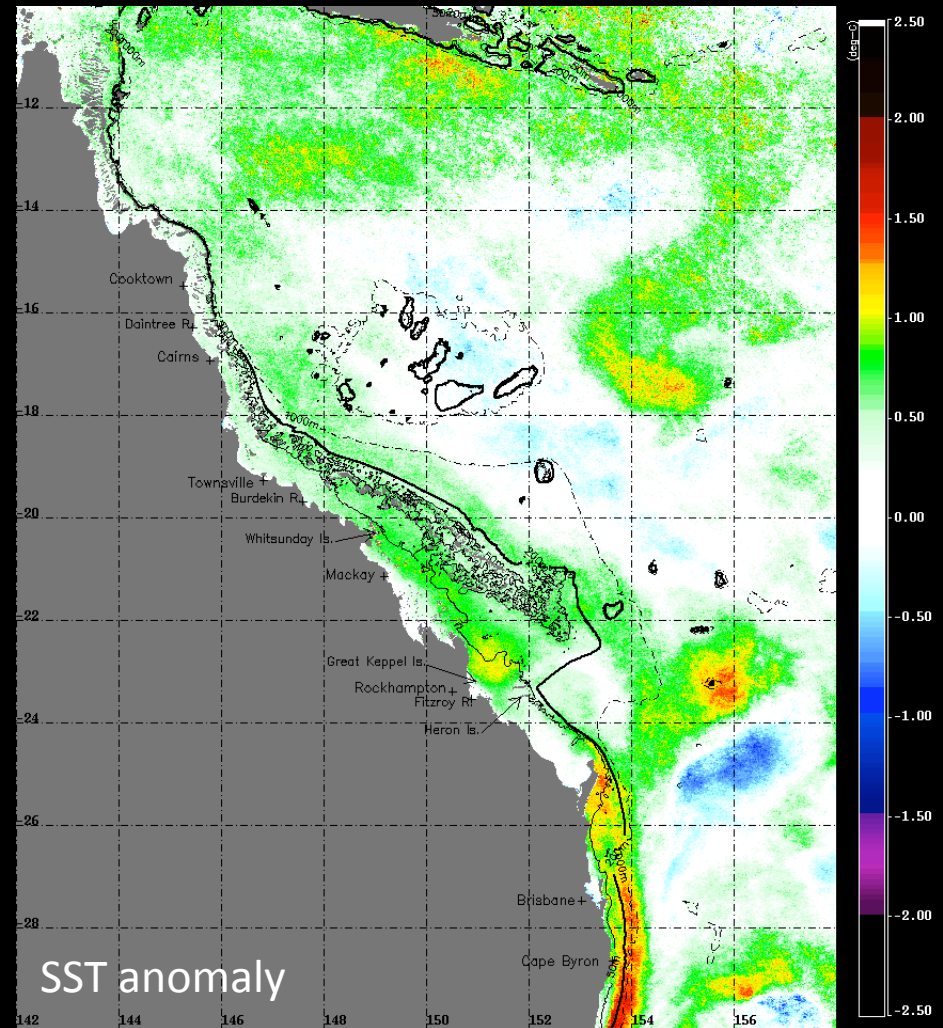 2.50
(deg-C)
2.00
1.50
1.00
0.50
0.00
-0.50
-1.00
-1.50
-2.00
-2.50
-12
-14
Cooktown
-16
Daintree R.
Cairns
-18
1000m
Townsville
Burdekin R.
-20
Whitsunday Is.
Mackay
-22
Great Keppel Is.
Rockhampton
Fitzroy R.
-24
Heron Is.
-26
Brisbane
-28
Cape Byron
SST anomaly
142 144 146 148 150 152 154 156